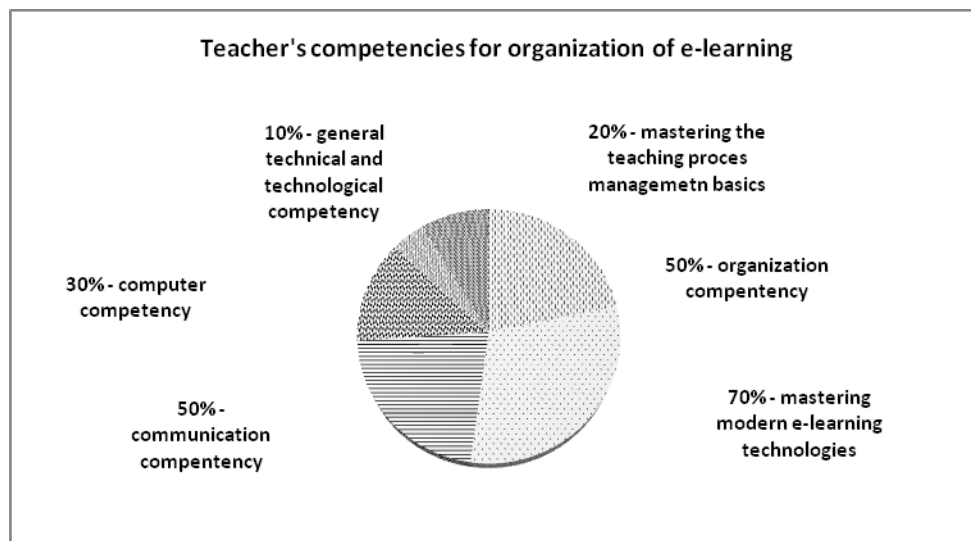 Teacher's competencies for organization of e-learning
10% - general
technical and
technological
competency
20% - mastering the
teaching proces
managemetn basics
30% - computer
competency
50% - organization
compentency
50% -
communication
compentency
70% - mastering
modern e-learning
technologies